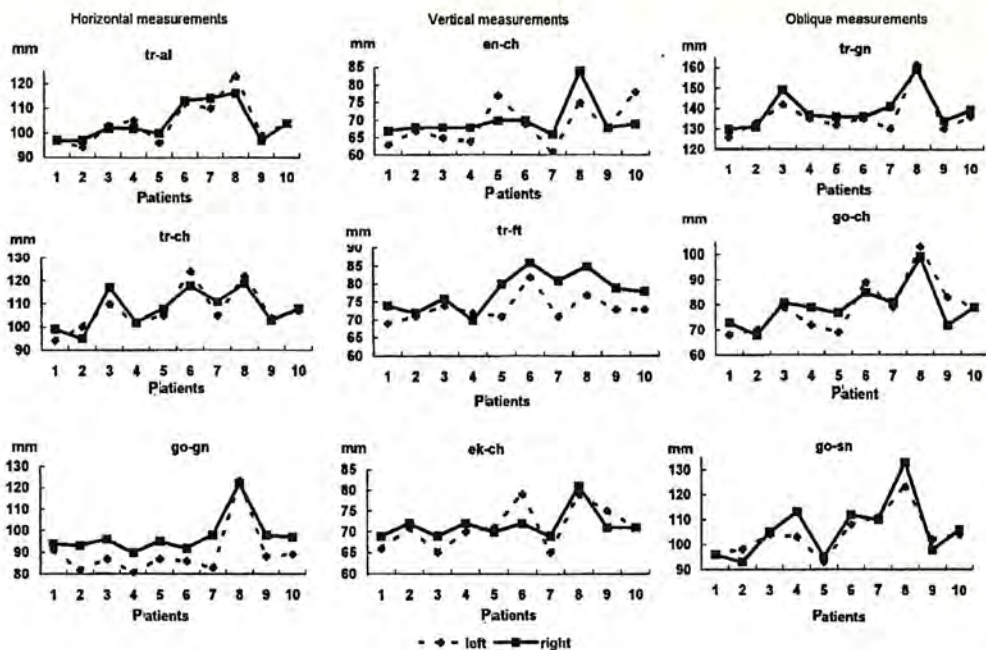 Horizontal measurements
Vertical measurements
Oblique measurements
mm
tr-al
120
110
100
90
1 2 3 4 5 6 7 8 9 10
Patients
mm
en-ch
85
80
75
70
65
60
1 2 3 4 5 6 7 8 9 10
Patients
mm
tr-gn
160
150
140
130
120
1 2 3 4 5 6 7 8 9 10
Patients
mm
tr-ch
130
120
110
100
90
1 2 3 4 5 6 7 8 9 10
Patients
mm
tr-ft
90
85
80
75
70
65
60
1 2 3 4 5 6 7 8 9 10
Patients
mm
go-ch
100
90
80
70
60
1 2 3 4 5 6 7 8 9 10
Patient
mm
go-gn
130
120
110
100
90
80
1 2 3 4 5 6 7 8 9 10
Patients
mm
ek-ch
85
80
75
70
65
60
1 2 3 4 5 6 7 8 9 10
Patients
mm
go-sn
130
120
110
100
90
1 2 3 4 5 6 7 8 9 10
Patients
left right